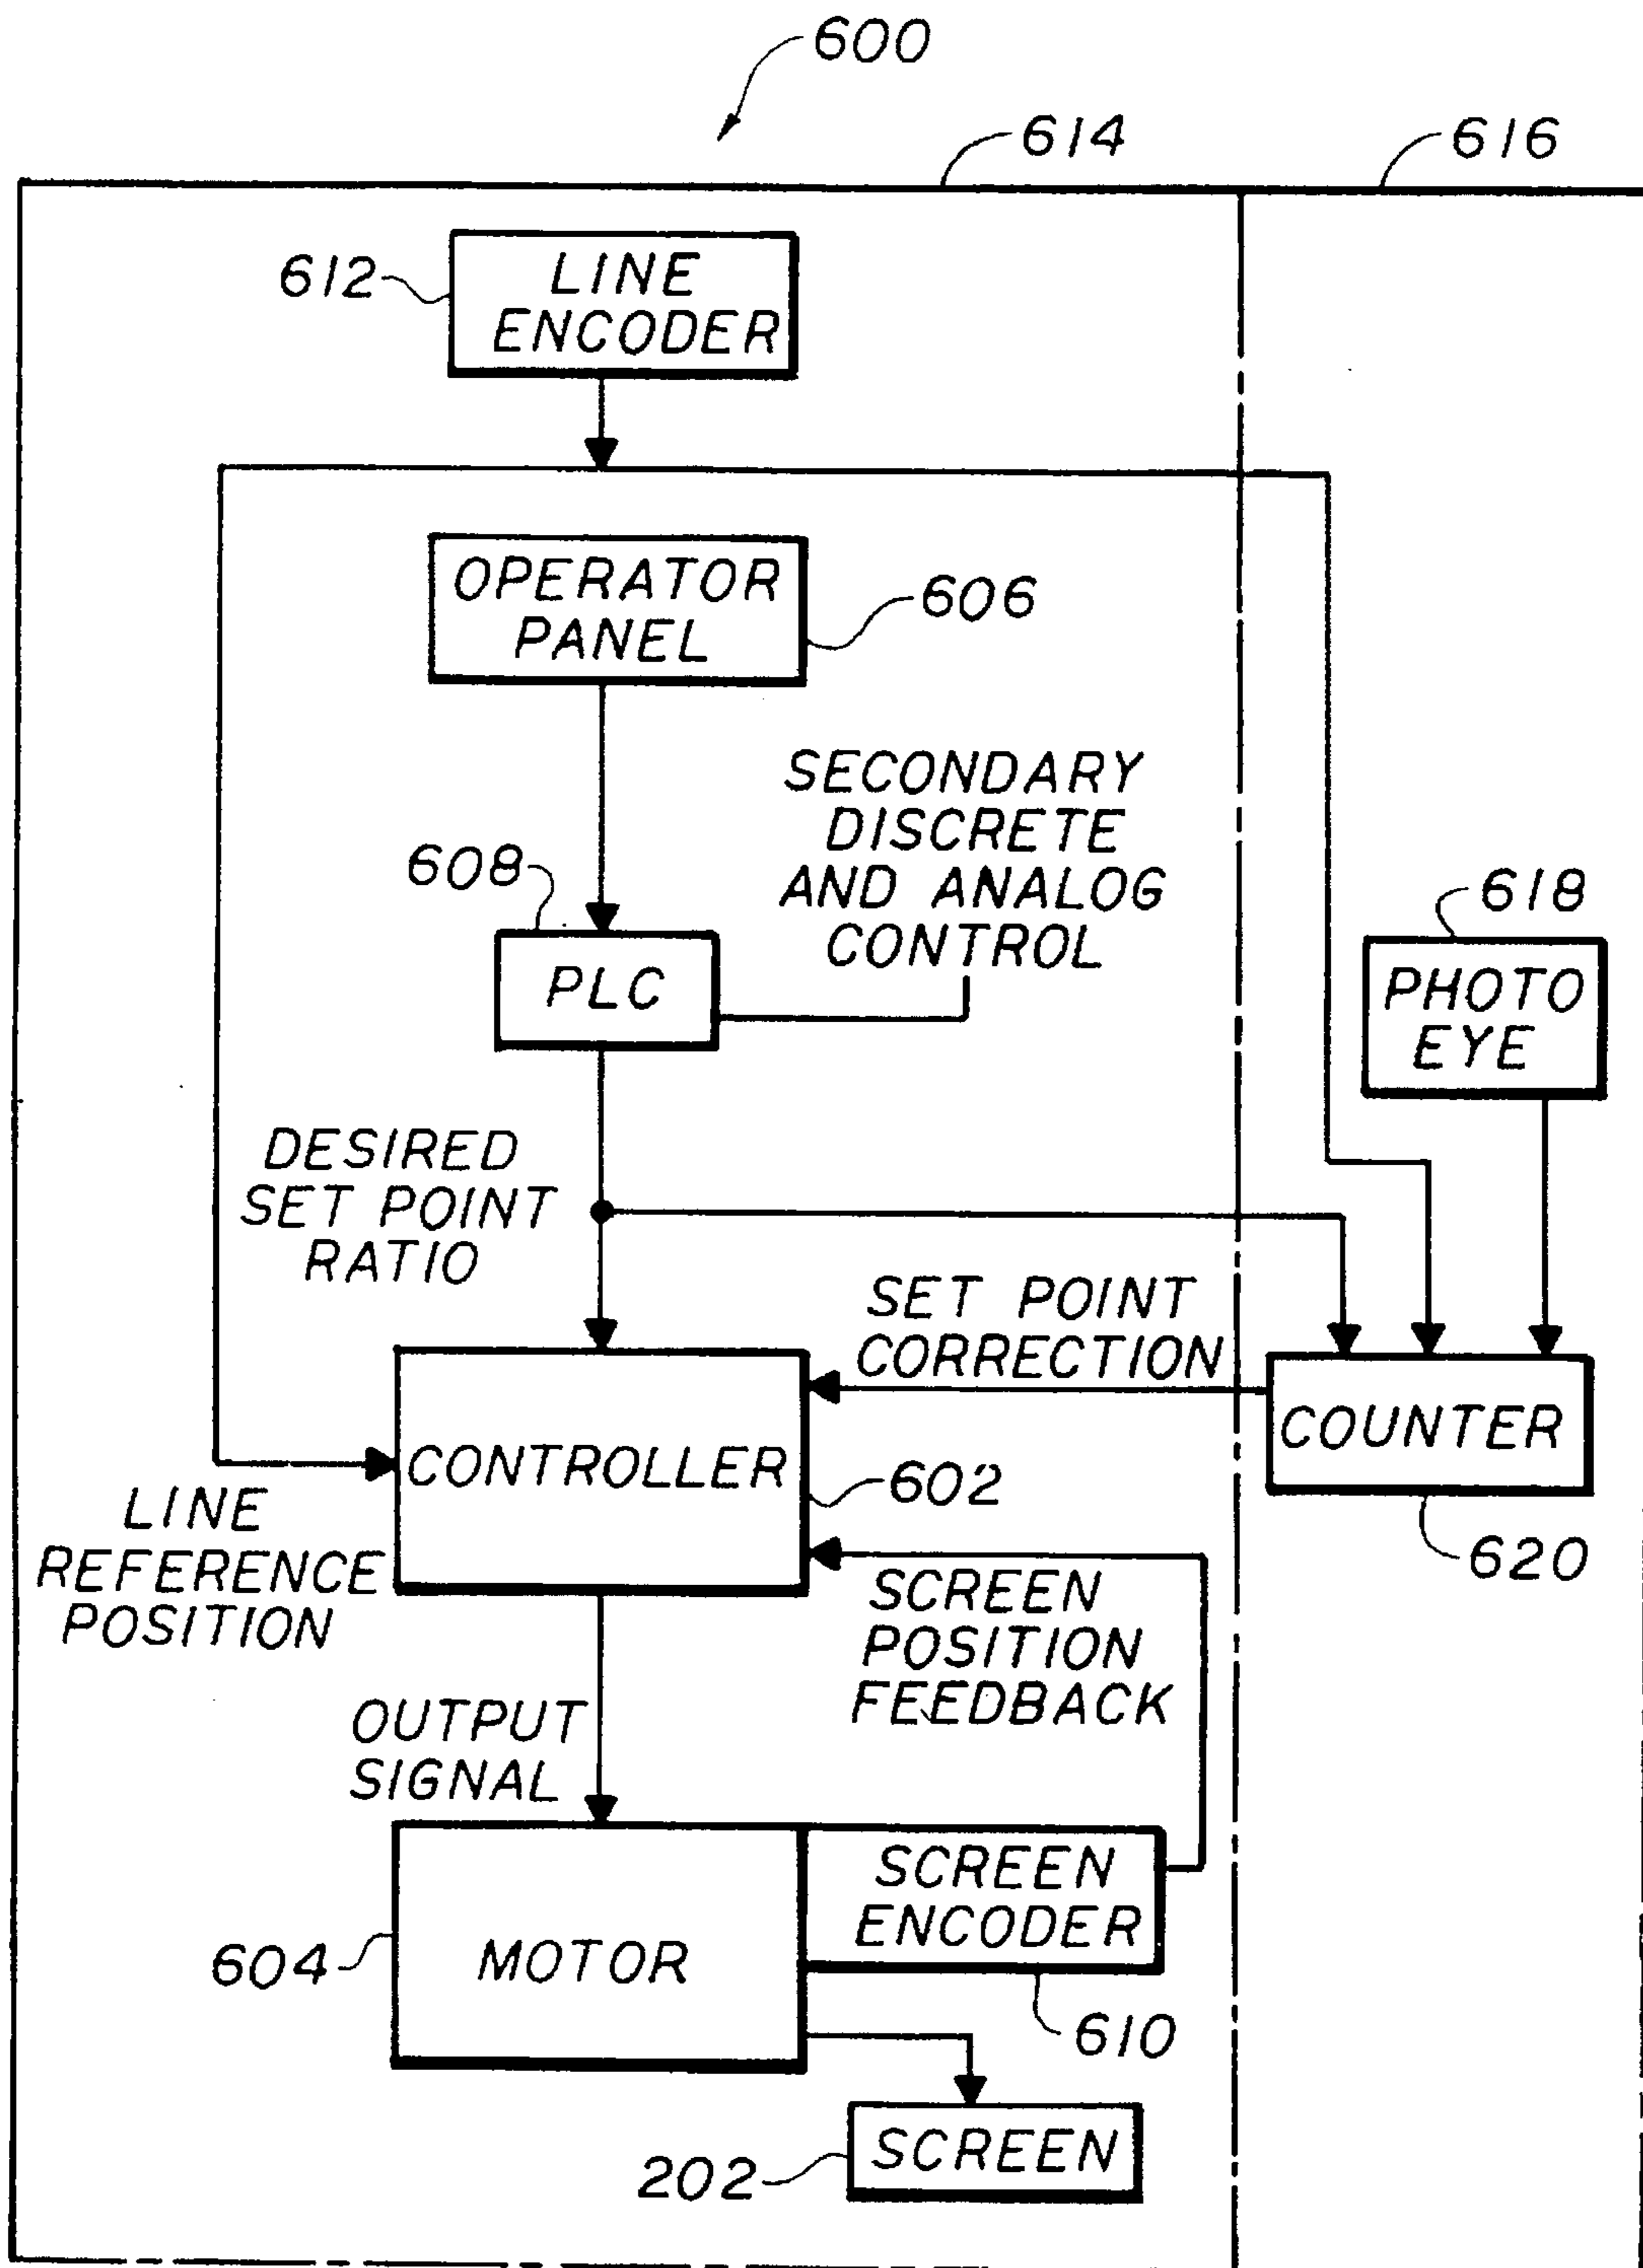 600
614
616
612
LINE
ENCODER
OPERATOR
PANEL
606
SECONDARY
DISCRETE
AND ANALOG
CONTROL
608
PLC
618
PHOTO
EYE
DESIRED
SET POINT
RATIO
SET POINT
CORRECTION
COUNTER
620
CONTROLLER
602
LINE
REFERENCE
POSITION
SCREEN
POSITION
FEEDBACK
OUTPUT
SIGNAL
SCREEN
ENCODER
610
MOTOR
604
SCREEN
202